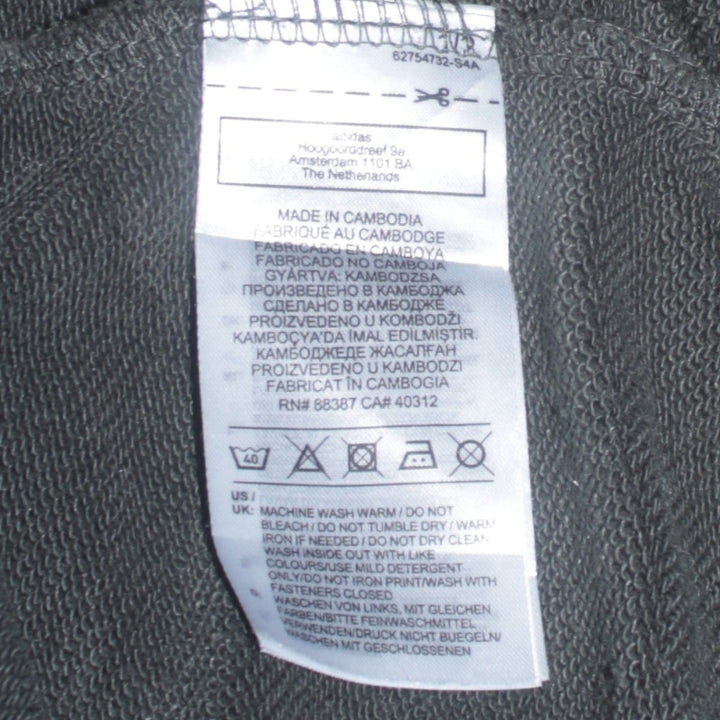 62754732-S4A
adidas
Hoogoorddreef 9a
Amsterdam 1101 BA
The Netherlands
MADE IN CAMBODIA
FABRIQUÉ AU CAMBODGE
FABRICADO EN CAMBOYA
FABRICADO NO CAMBOJA
GYÁRTVA: KAMBODZSA
ПРОИЗВЕДЕНО В КАМБОДЖА
СДЕЛАНО В КАМБОДЖЕ
PROIZVEDENO U KOMBODŽI
KAMBOÇYA'DA İMAL EDİLMİŞTİR.
КАМБОДЖЕДЕ ЖАСАЛҒАН
PROIZVEDENO U KAMBODZI
FABRICAT ÎN CAMBOGIA
RN# 88387 CA# 40312
40
US /
UK: MACHINE WASH WARM / DO NOT
BLEACH / DO NOT TUMBLE DRY / WARM
IRON IF NEEDED / DO NOT DRY CLEAN
WASH INSIDE OUT WITH LIKE
COLOURS/USE MILD DETERGENT
ONLY/DO NOT IRON PRINT/WASH WITH
FASTENERS CLOSED
WASCHEN VON LINKS, MIT GLEICHEN
FARBEN/BITTE FEINWASCHMITTEL
VERWENDEN/DRUCK NICHT BUEGELN/
WASCHEN MIT GESCHLOSSENEN